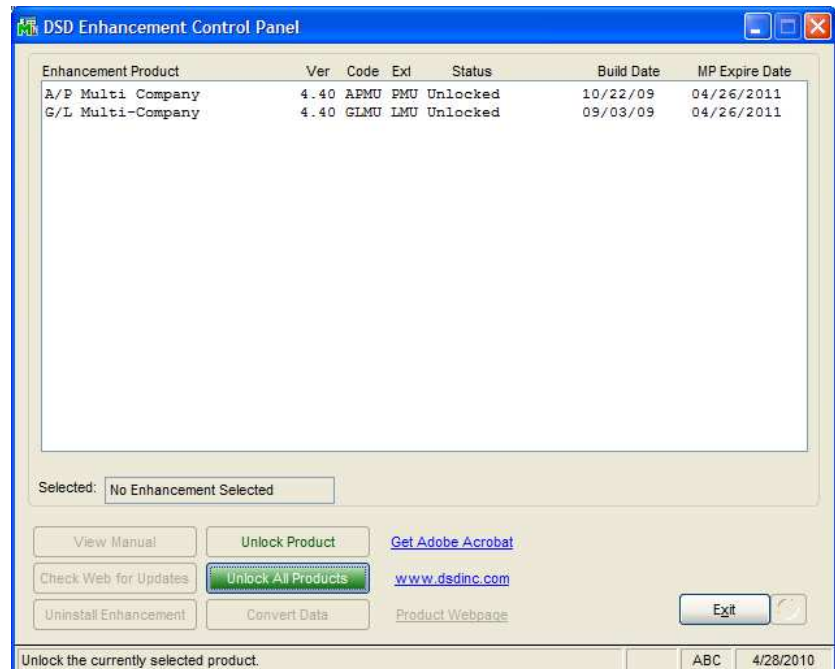 DSD Enhancement Control Panel
Enhancement Product Ver Code Ext Status Build Date MP Expire Date
A/P Multi Company 4.40 APMU PMU Unlocked 10/22/09 04/26/2011
G/L Multi-Company 4.40 GLMU LMU Unlocked 09/03/09 04/26/2011
Selected: No Enhancement Selected
View Manual Unlock Product Get Adobe Acrobat
Check Web for Updates Unlock All Products www.dsdinc.com
Uninstall Enhancement Convert Data Product Webpage Exit
Unlock the currently selected product. ABC 4/28/2010